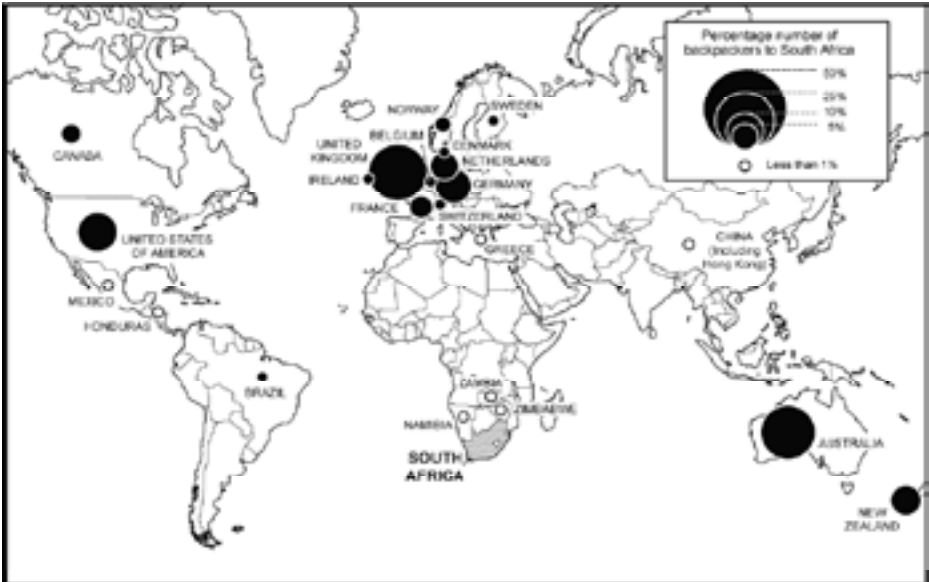 Percentage number of
backpackers to South Africa
50%
25%
10%
5%
Less than 1%
NORWAY
SWEDEN
BELGIUM
DENMARK
UNITED
KINGDOM
NETHERLANDS
IRELAND
GERMANY
FRANCE
SWITZERLAND
GREECE
CANADA
UNITED STATES
OF AMERICA
MEXICO
HONDURAS
BRAZIL
CHINA
(Including
Hong Kong)
ZAMBIA
ZIMBABWE
NAMIBIA
SOUTH
AFRICA
AUSTRALIA
NEW
ZEALAND